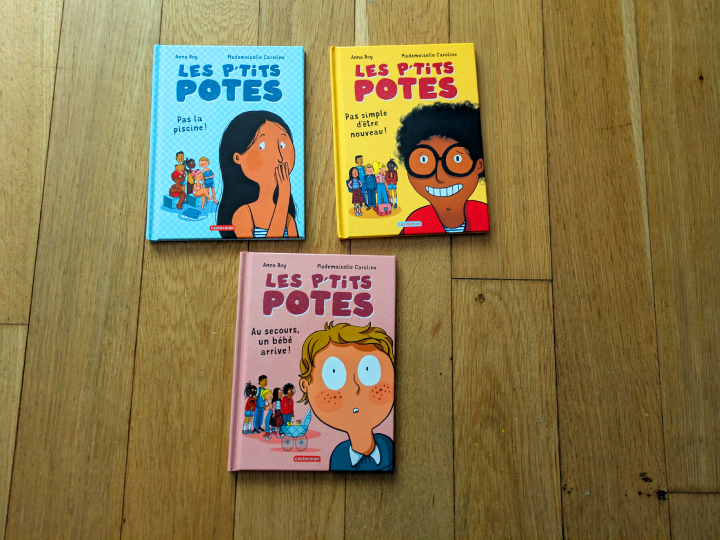 Anna Roy Mademoiselle Caroline
LES P'TITS
POTES
Pas la
piscine!
casterman
Anna Roy Mademoiselle Caroline
LES P'TITS
POTES
Pas simple
d'être
nouveau!
casterman
Anna Roy Mademoiselle Caroline
LES P'TITS
POTES
Au secours,
un bébé
arrive!
casterman